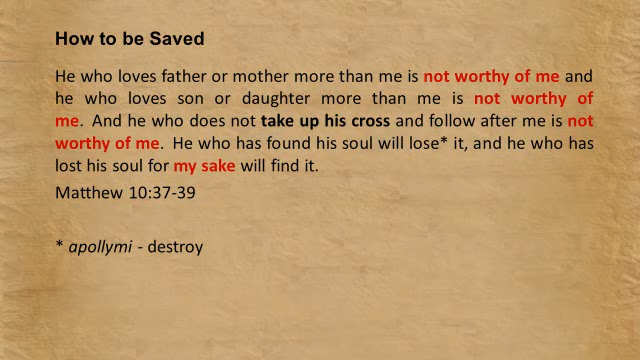 How to be Saved
He who loves father or mother more than me is not worthy of me and
he who loves son or daughter more than me is not worthy of
me. And he who does not take up his cross and follow after me is not
worthy of me. He who has found his soul will lose* it, and he who has
lost his soul for my sake will find it.
Matthew 10:37-39
* apollymi - destroy